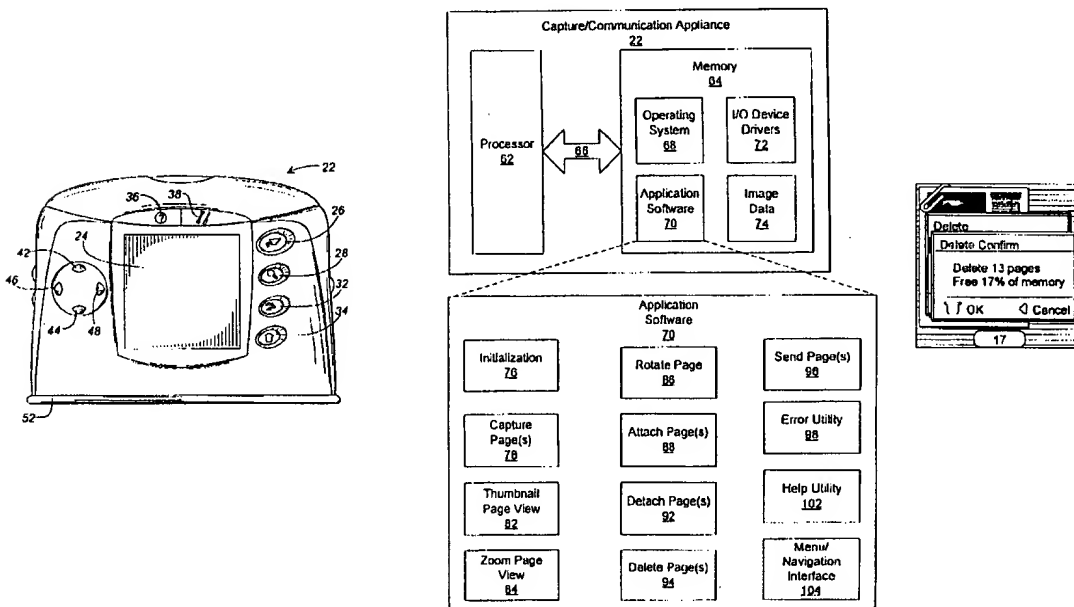 22
36
38
26
24
28
42
32
46
34
44
48
52
Capture/Communication Appliance
22
Processor
62
66
Memory
64
Operating
System
68
I/O Device
Drivers
72
Application
Software
70
Image
Data
74
Application
Software
70
Initialization
76
Rotate Page
86
Send Page(s)
96
Capture
Page(s)
78
Attach Page(s)
88
Error Utility
98
Thumbnail
Page View
82
Detach Page(s)
92
Help Utility
102
Zoom Page
View
84
Delete Page(s)
94
Menu/
Navigation
Interface
104
Delete
Delete Confirm
Delete 13 pages
Free 17% of memory
OK
Cancel
17